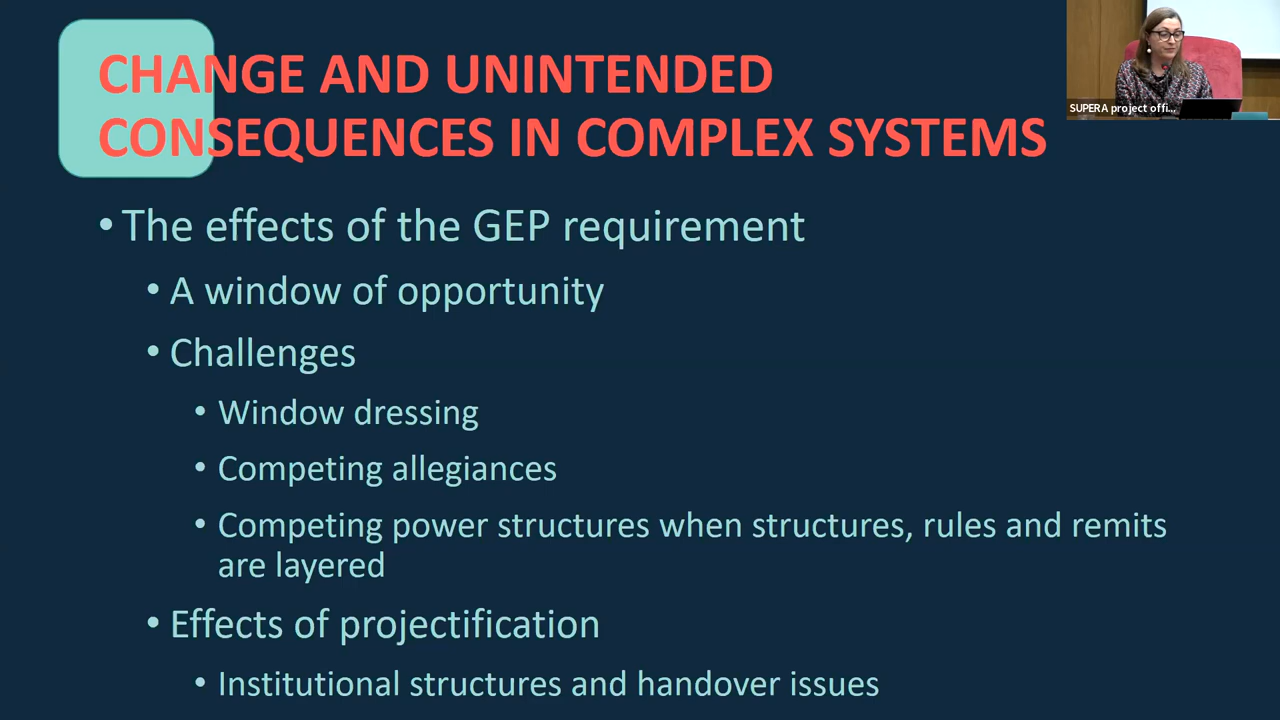 CHANGE AND UNINTENDED
CONSEQUENCES IN COMPLEX SYSTEMS
SUPERA project offi...
• The effects of the GEP requirement
• A window of opportunity
• Challenges
• Window dressing
• Competing allegiances
• Competing power structures when structures, rules and remits
are layered
• Effects of projectification
• Institutional structures and handover issues